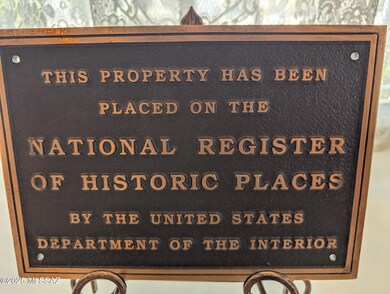 THIS PROPERTY HAS BEEN
PLACED ON THE
NATIONAL REGISTER
OF HISTORIC PLACES
BY THE UNITED STATES
DEPARTMENT OF THE INTERIOR